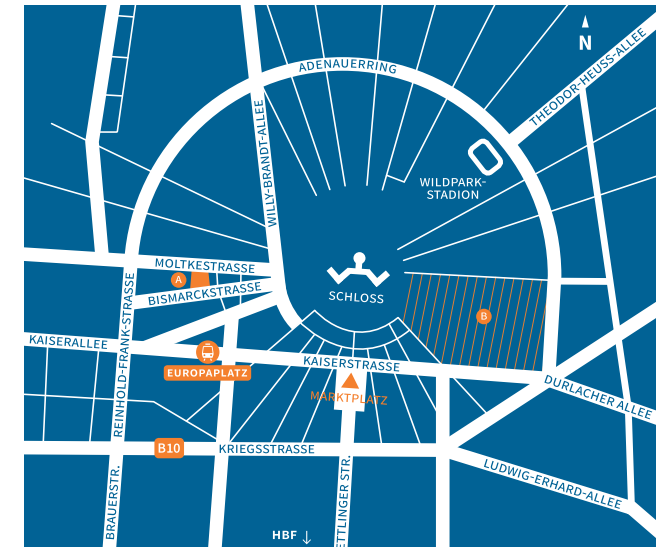 ADENAUERRING
N
THEODOR-HEUSS-ALLEE
WILLY-BRANDT-ALLEE
WILDPARK-
STADION
MOLTKESTRASSE
A
BISMARCKSTRASSE
SCHLOSS
B
REINHOLD-FRANK-STRASSE
KAISERALLEE
EUROPAPLATZ
KAISERSTRASSE
MARKTPLATZ
DURLACHER ALLEE
B10
KRIEGSSTRASSE
LUDWIG-ERHARD-ALLEE
BRAUERSTR.
ETTLINGER STR.
HBF ↓